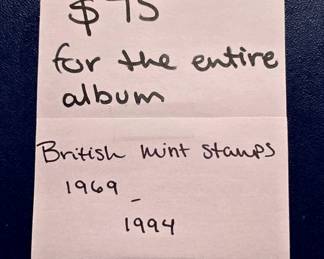 $75
for the entire
album
British mint stamps
1969
-
1994